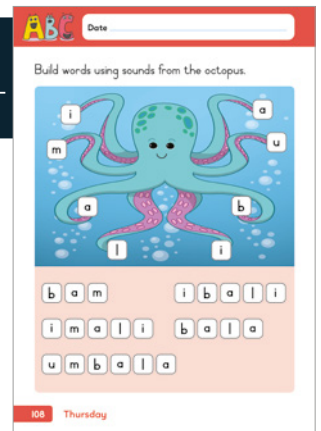 ABC
Date
Build words using sounds from the octopus.
i
a
m
u
a
b
l
i
b a m
i b a l i
i m a l i
b a l a
u m b a l a
108 Thursday